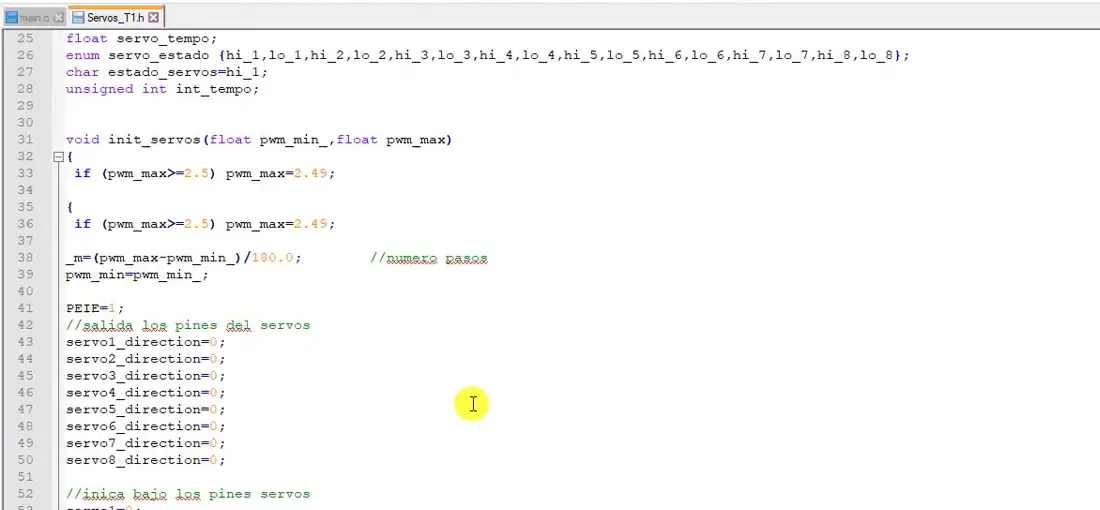 main.c Servos_T1.h
25 float servo_tempo;
26 enum servo_estado {hi_1,lo_1,hi_2,lo_2,hi_3,lo_3,hi_4,lo_4,hi_5,lo_5,hi_6,lo_6,hi_7,lo_7,hi_8,lo_8};
27 char estado_servos=hi_1;
28 unsigned int int_tempo;
29
30
31 void init_servos(float pwm_min_,float pwm_max)
32 {
33 if (pwm_max>=2.5) pwm_max=2.49;
34
35 {
36 if (pwm_max>=2.5) pwm_max=2.49;
37
38 _m=(pwm_max-pwm_min_)/180.0; //numero pasos
39 pwm_min=pwm_min_;
40
41 PEIE=1;
42 //salida los pines del servos
43 servo1_direction=0;
44 servo2_direction=0;
45 servo3_direction=0;
46 servo4_direction=0;
47 servo5_direction=0;
48 servo6_direction=0;
49 servo7_direction=0;
50 servo8_direction=0;
51
52 //inica bajo los pines servos
53 servo1=0;